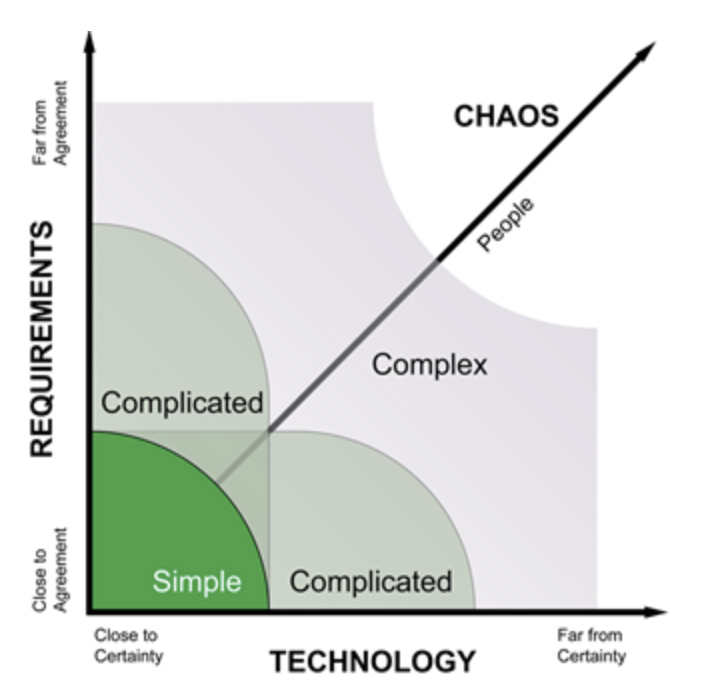 Far from
Agreement
CHAOS
People
REQUIREMENTS
Complex
Complicated
Close to
Agreement
Simple
Complicated
Close to
Certainty
TECHNOLOGY
Far from
Certainty